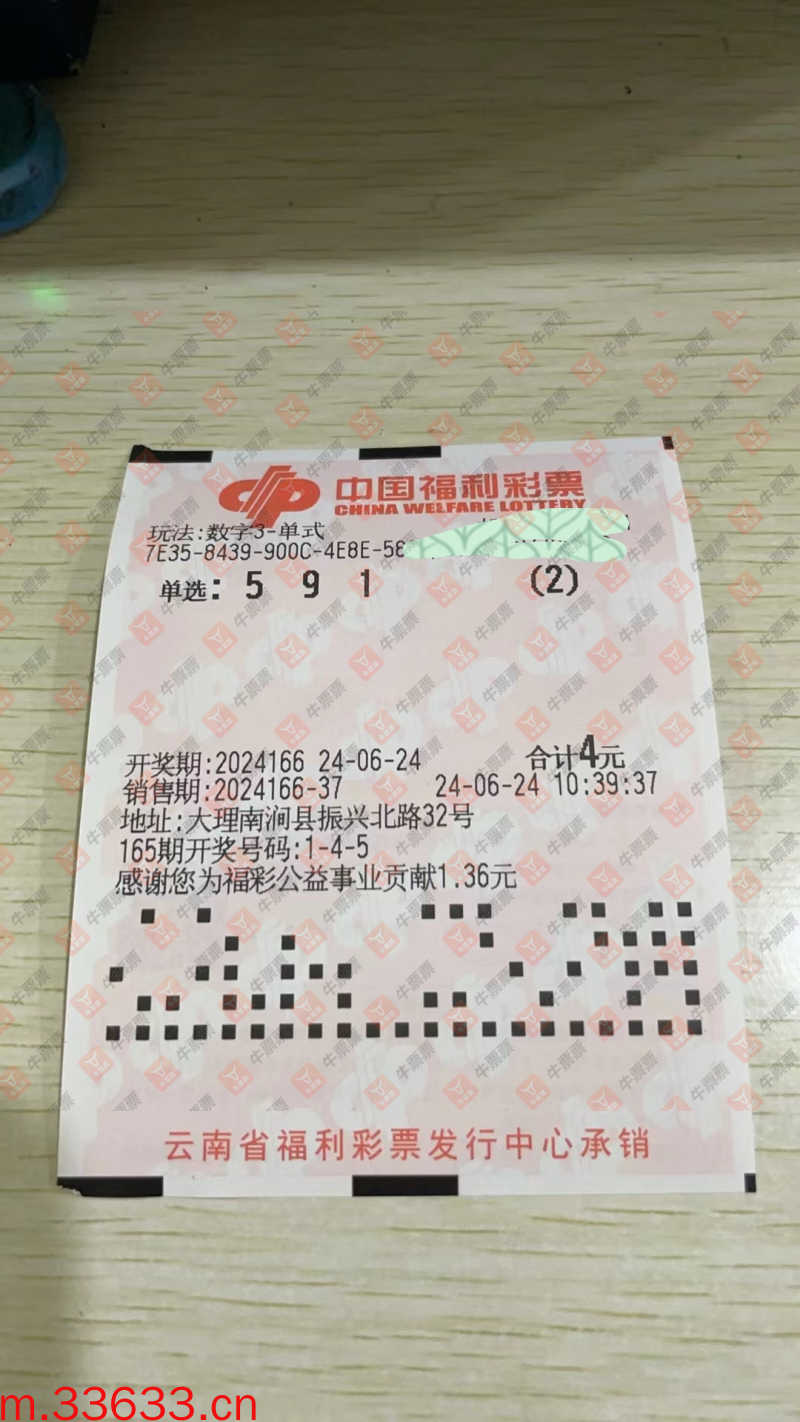 中国福利彩票
CHINA WELFARE LOTTERY
玩法:数字3-单式
7E35-8439-900C-4E8E-58
单选: 5 9 1 (2)
开奖期:2024166 24-06-24 合计4元
销售期:2024166-37 24-06-24 10:39:37
地址:大理南涧县振兴北路32号
165期开奖号码:1-4-5
感谢您为福彩公益事业贡献1.36元
云南省福利彩票发行中心承销
牛票票
m.33633.cn